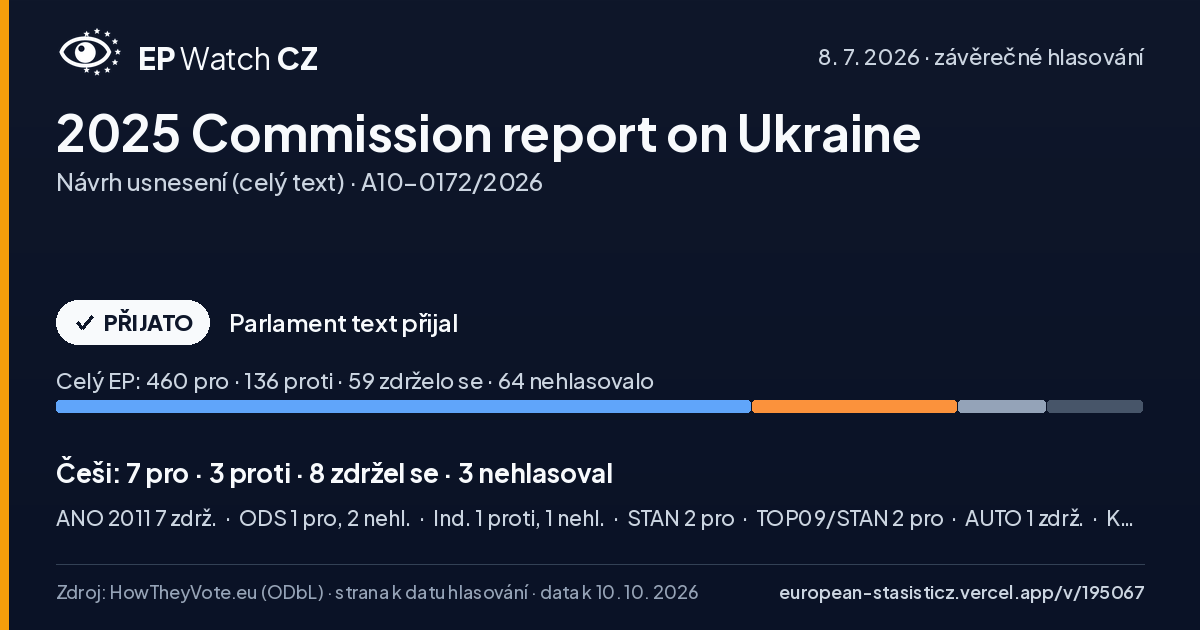 EP Watch CZ
8. 7. 2026 · závěrečné hlasování
2025 Commission report on Ukraine
Návrh usnesení (celý text) · A10-0172/2026
✓ PŘIJATO
Parlament text přijal
Celý EP: 460 pro · 136 proti · 59 zdrželo se · 64 nehlasovalo
Češi: 7 pro · 3 proti · 8 zdržel se · 3 nehlasoval
ANO 2011 7 zdrž. · ODS 1 pro, 2 nehl. · Ind. 1 proti, 1 nehl. · STAN 2 pro · TOP09/STAN 2 pro · AUTO 1 zdrž. · K…
Zdroj: HowTheyVote.eu (ODbL) · strana k datu hlasování · data k 10. 10. 2026
european-stasisticz.vercel.app/v/195067